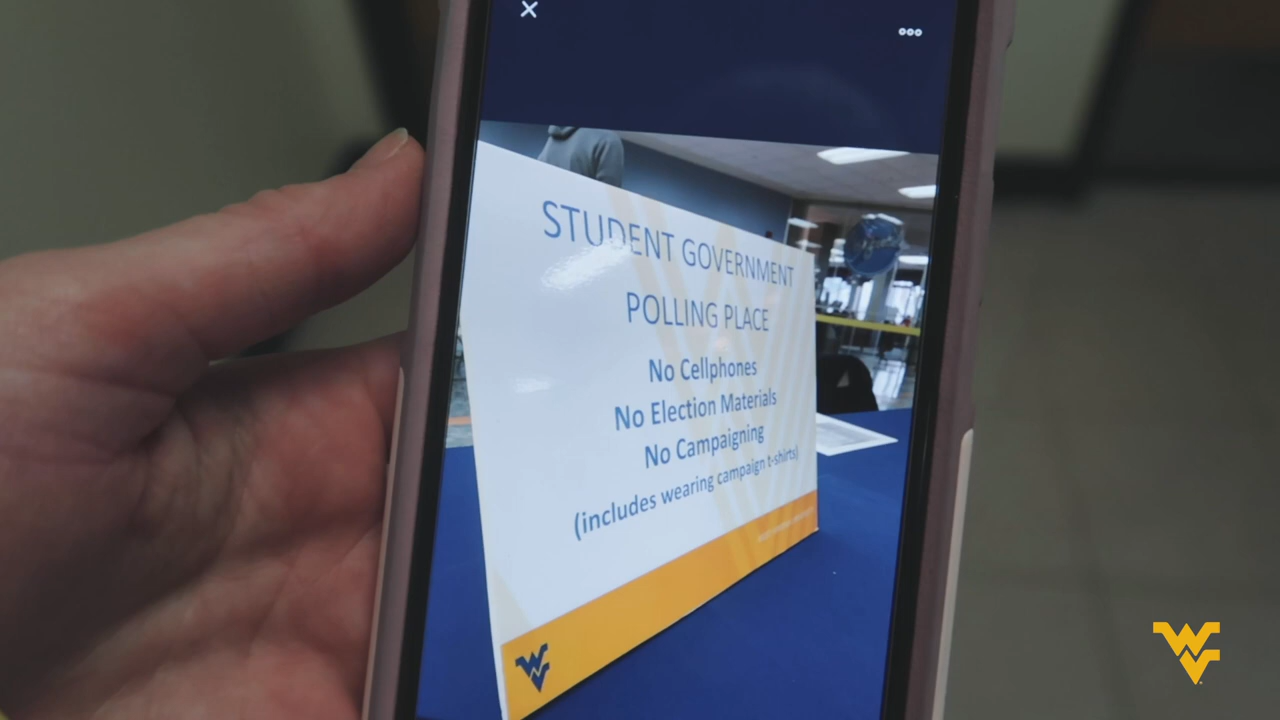 STUDENT GOVERNMENT
POLLING PLACE
No Cellphones
No Election Materials
No Campaigning
(includes wearing campaign t-shirts)